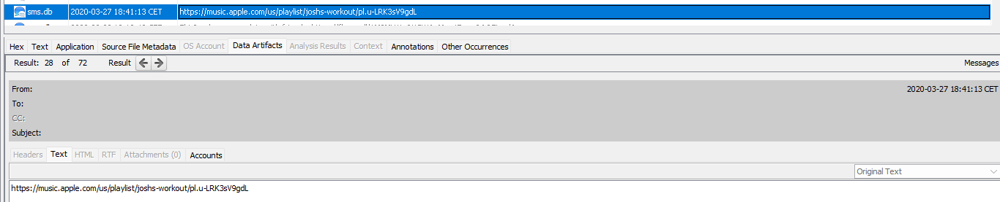 sms.db 2020-03-27 18:41:13 CET https://music.apple.com/us/playlist/joshs-workout/pl.u-LRK3sV9gdL
Hex Text Application Source File Metadata OS Account Data Artifacts Analysis Results Context Annotations Other Occurrences
Result: 28 of 72 Result Messages
From: 2020-03-27 18:41:13 CET
To:
CC:
Subject:
Headers Text HTML RTF Attachments (0) Accounts
Original Text
https://music.apple.com/us/playlist/joshs-workout/pl.u-LRK3sV9gdL